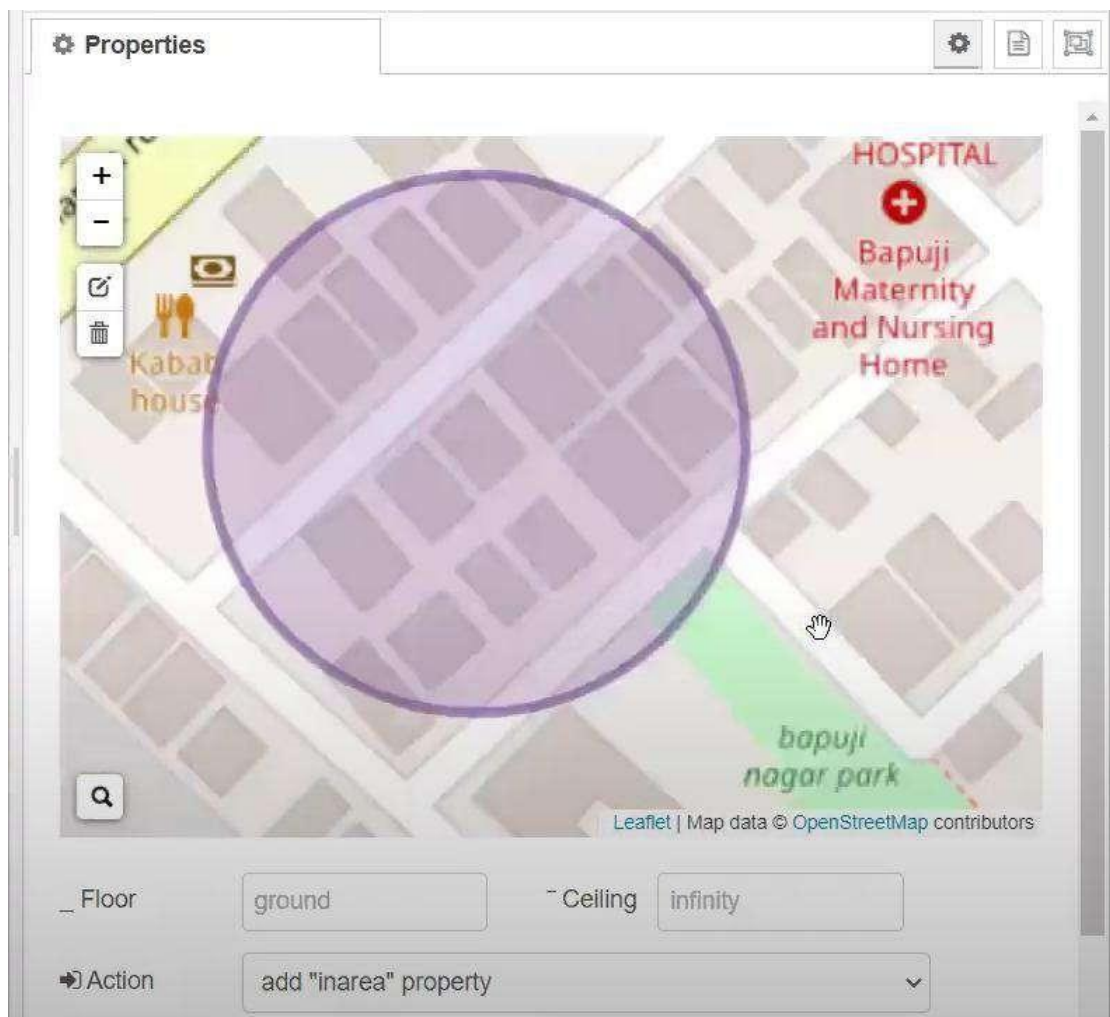 Properties
+
HOSPITAL
−
Bapuji
Maternity
and Nursing
Home
Kabab
house
bapuji
nagar park
Leaflet | Map data © OpenStreetMap contributors
_ Floor
ground
‾ Ceiling
infinity
Action
add "inarea" property